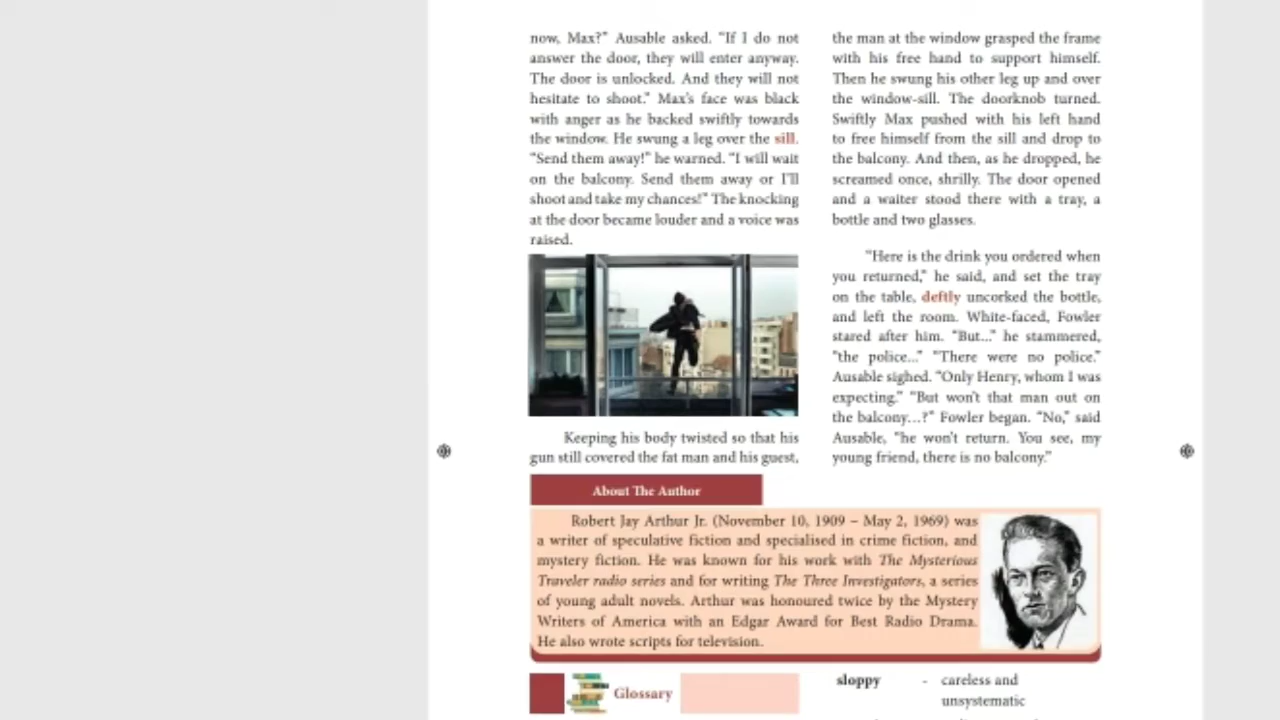 now, Max?” Ausable asked. “If I do not
answer the door, they will enter anyway.
The door is unlocked. And they will not
hesitate to shoot.” Max’s face was black
with anger as he backed swiftly towards
the window. He swung a leg over the sill.
“Send them away!” he warned. “I will wait
on the balcony. Send them away or I’ll
shoot and take my chances!” The knocking
at the door became louder and a voice was
raised.
Keeping his body twisted so that his
gun still covered the fat man and his guest,
the man at the window grasped the frame
with his free hand to support himself.
Then he swung his other leg up and over
the window-sill. The doorknob turned.
Swiftly Max pushed with his left hand
to free himself from the sill and drop to
the balcony. And then, as he dropped, he
screamed once, shrilly. The door opened
and a waiter stood there with a tray, a
bottle and two glasses.
“Here is the drink you ordered when
you returned,” he said, and set the tray
on the table, deftly uncorked the bottle,
and left the room. White-faced, Fowler
stared after him. “But...” he stammered,
“the police...” “There were no police.”
Ausable sighed. “Only Henry, whom I was
expecting.” “But won’t that man out on
the balcony…?” Fowler began. “No,” said
Ausable, “he won’t return. You see, my
young friend, there is no balcony.”
About The Author
Robert Jay Arthur Jr. (November 10, 1909 – May 2, 1969) was
a writer of speculative fiction and specialised in crime fiction, and
mystery fiction. He was known for his work with The Mysterious
Traveler radio series and for writing The Three Investigators, a series
of young adult novels. Arthur was honoured twice by the Mystery
Writers of America with an Edgar Award for Best Radio Drama.
He also wrote scripts for television.
Glossary
sloppy - careless and
unsystematic